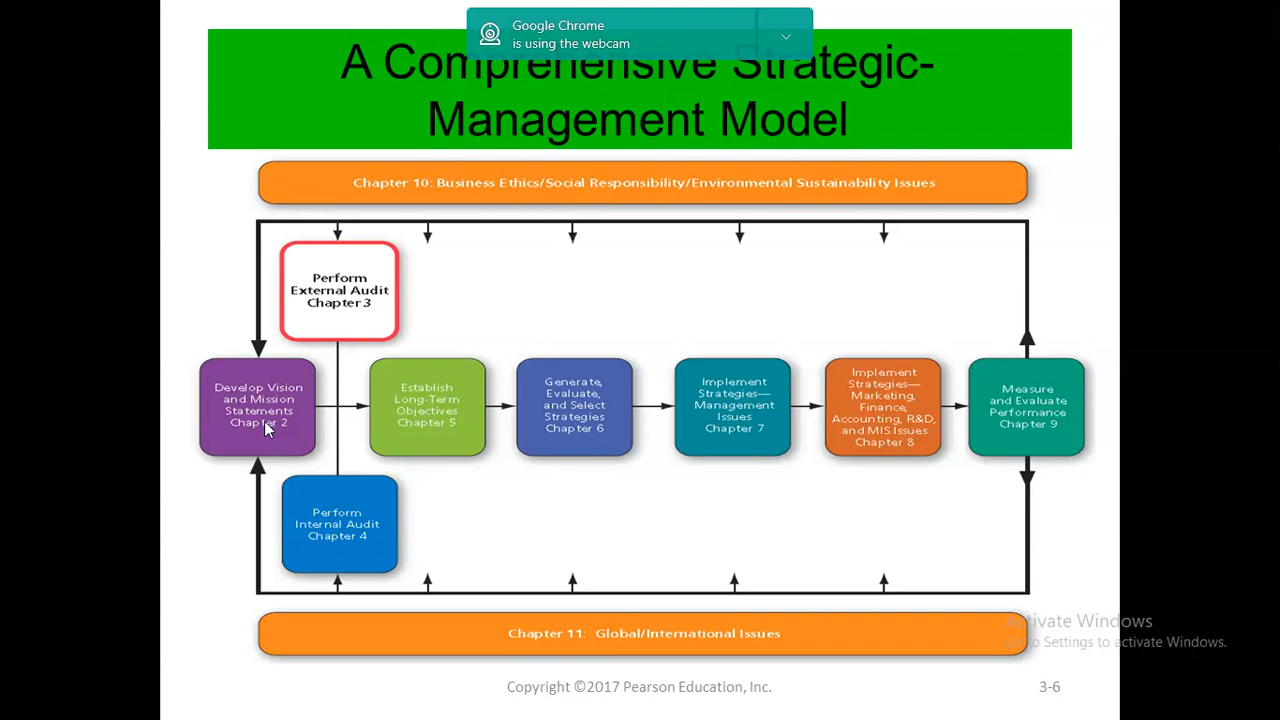 Google Chrome
is using the webcam
A Comprehensive Strategic-
Management Model
Chapter 10: Business Ethics/Social Responsibility/Environmental Sustainability Issues
Perform
External Audit
Chapter 3
Develop Vision
and Mission
Statements
Chapter 2
Establish
Long-Term
Objectives
Chapter 5
Generate,
Evaluate,
and Select
Strategies
Chapter 6
Implement
Strategies—
Management
Issues
Chapter 7
Implement
Strategies—
Marketing,
Finance,
Accounting, R&D,
and MIS Issues
Chapter 8
Measure
and Evaluate
Performance
Chapter 9
Perform
Internal Audit
Chapter 4
Chapter 11: Global/International Issues
Activate Windows
Go to Settings to activate Windows.
Copyright ©2017 Pearson Education, Inc.
3-6